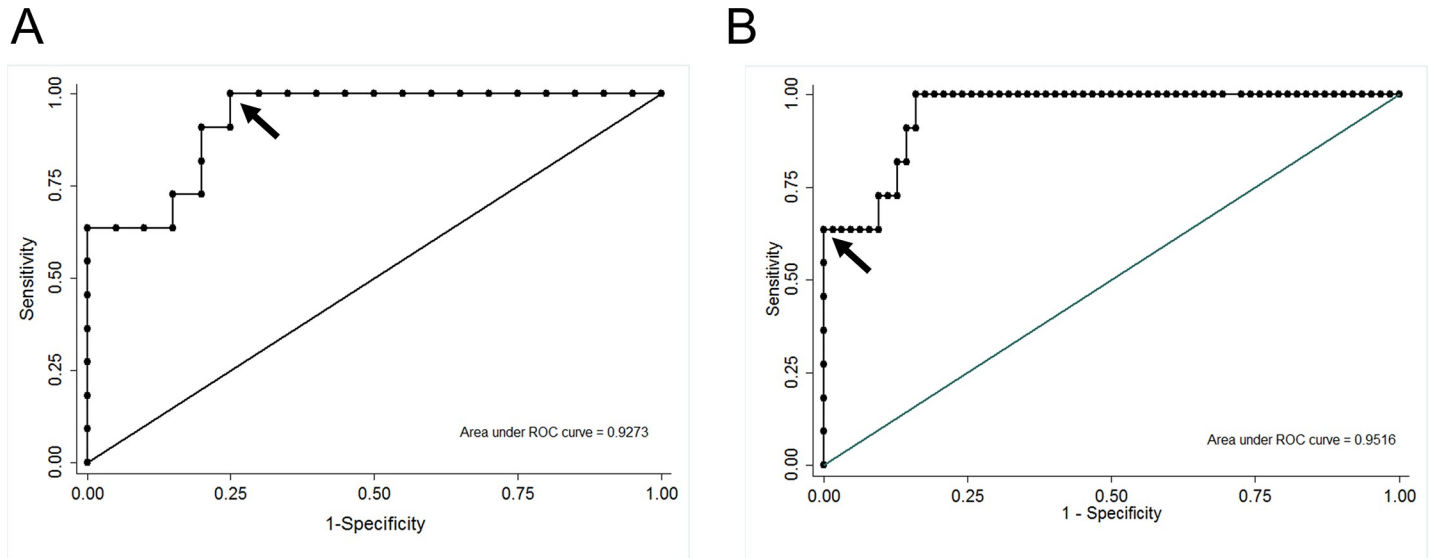 A
B
1.00
0.75
0.50
0.25
0.00
Sensitivity
Area under ROC curve = 0.9273
0.00 0.25 0.50 0.75 1.00
1-Specificity
1.00
0.75
0.50
0.25
0.00
Sensitivity
Area under ROC curve = 0.9516
0.00 0.25 0.50 0.75 1.00
1 - Specificity